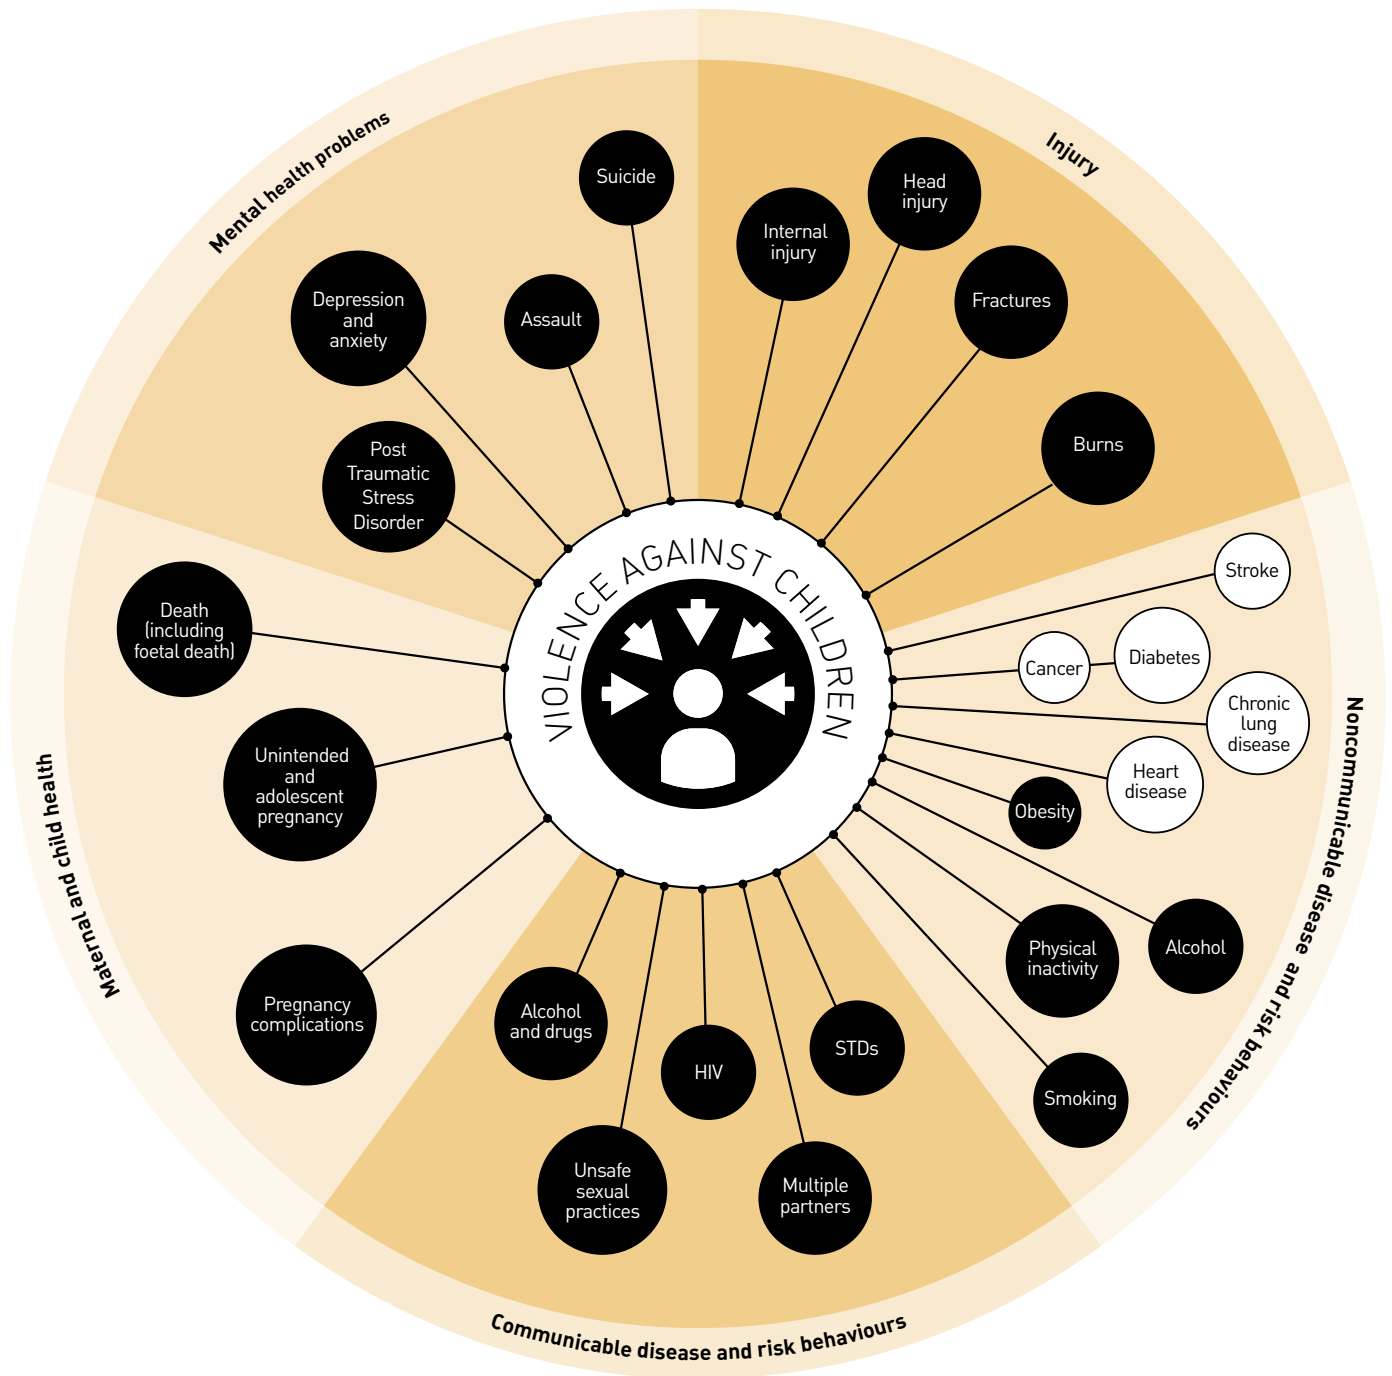 VIOLENCE AGAINST CHILDREN
Mental health problems
Suicide
Assault
Depression
and
anxiety
Post
Traumatic
Stress
Disorder
Injury
Internal
injury
Head
injury
Fractures
Burns
Noncommunicable disease and risk behaviours
Stroke
Cancer
Diabetes
Chronic
lung
disease
Heart
disease
Obesity
Alcohol
Physical
inactivity
Smoking
Communicable disease and risk behaviours
STDs
Multiple
partners
HIV
Unsafe
sexual
practices
Alcohol
and drugs
Maternal and child health
Pregnancy
complications
Unintended
and
adolescent
pregnancy
Death
(including
foetal death)